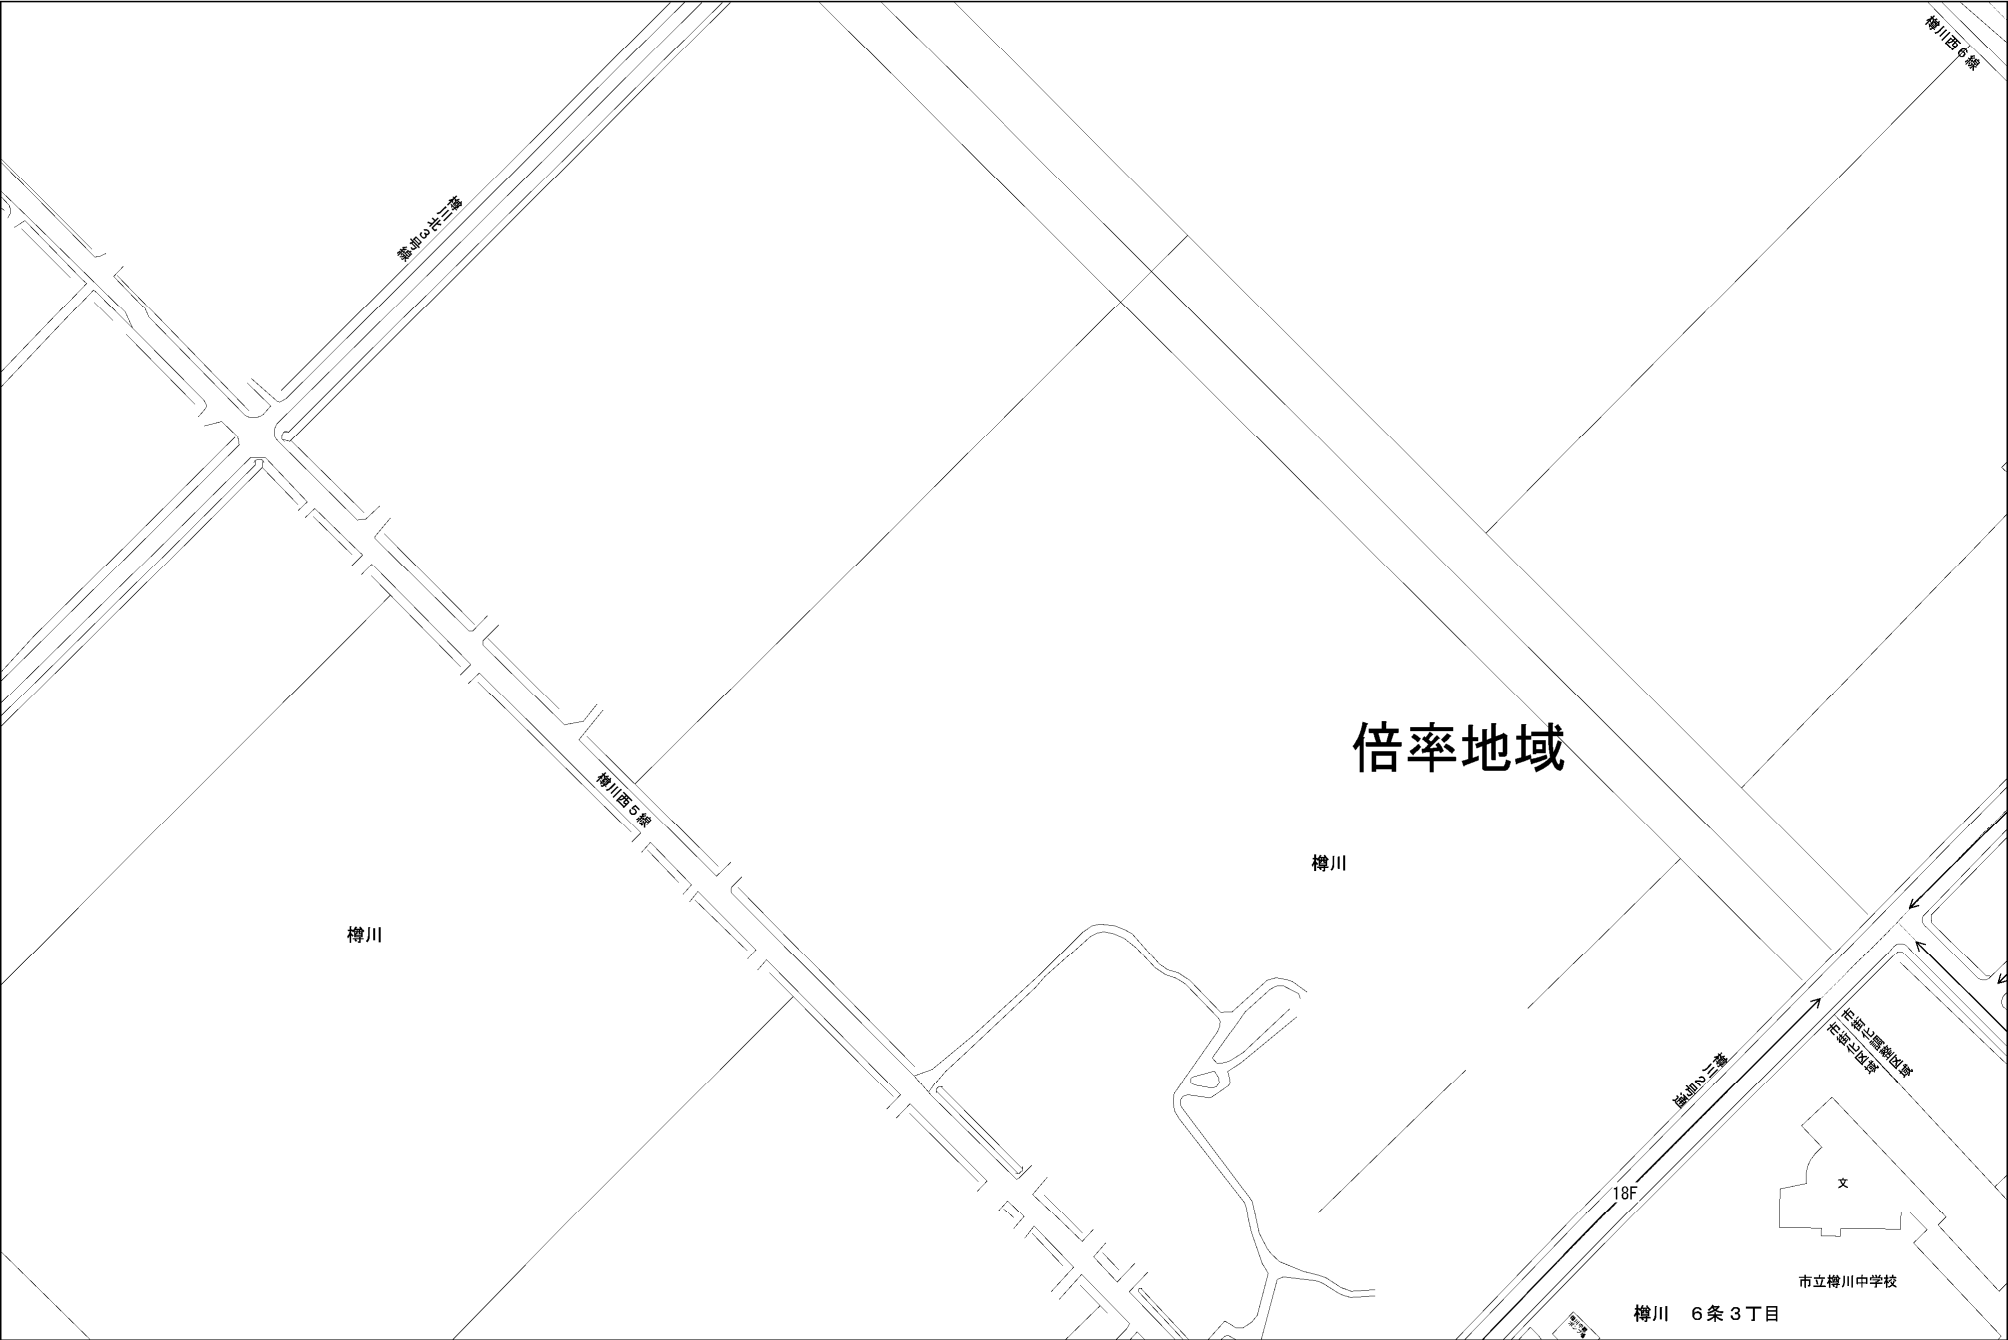 樽川西6線
樽川北3号線
倍率地域
樽川西5線
樽川
樽川
市街化調整区域
市街化区域
樽川2号通
18F
文
市立樽川中学校
樽川 6条3丁目